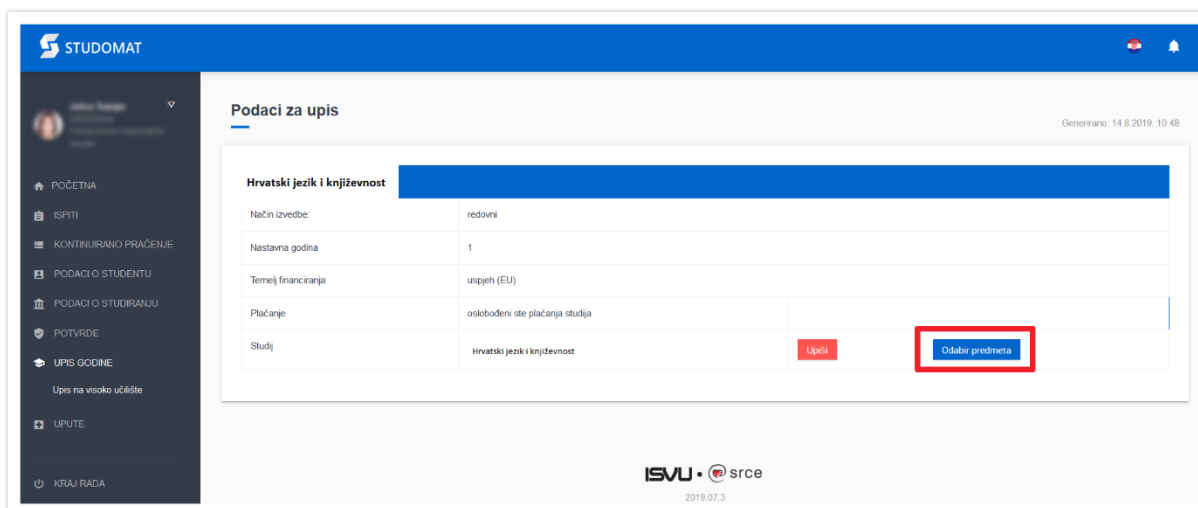 STUDOMAT
Podaci za upis
Generirano: 14.8.2019. 10:48
POČETNA
ISPITI
KONTINUIRANO PRAĆENJE
PODACI O STUDENTU
PODACI O STUDIRANJU
POTVRDE
UPIS GODINE
Upis na visoko učilište
UPUTE
KRAJ RADA
Hrvatski jezik i književnost
Način izvedbe: redovni
Nastavna godina 1
Temelj financiranja uspjeh (EU)
Plaćanje oslobođeni ste plaćanja studija
Studij Hrvatski jezik i književnost Upiši Odabir predmeta
ISVU • srce
2019.07.3